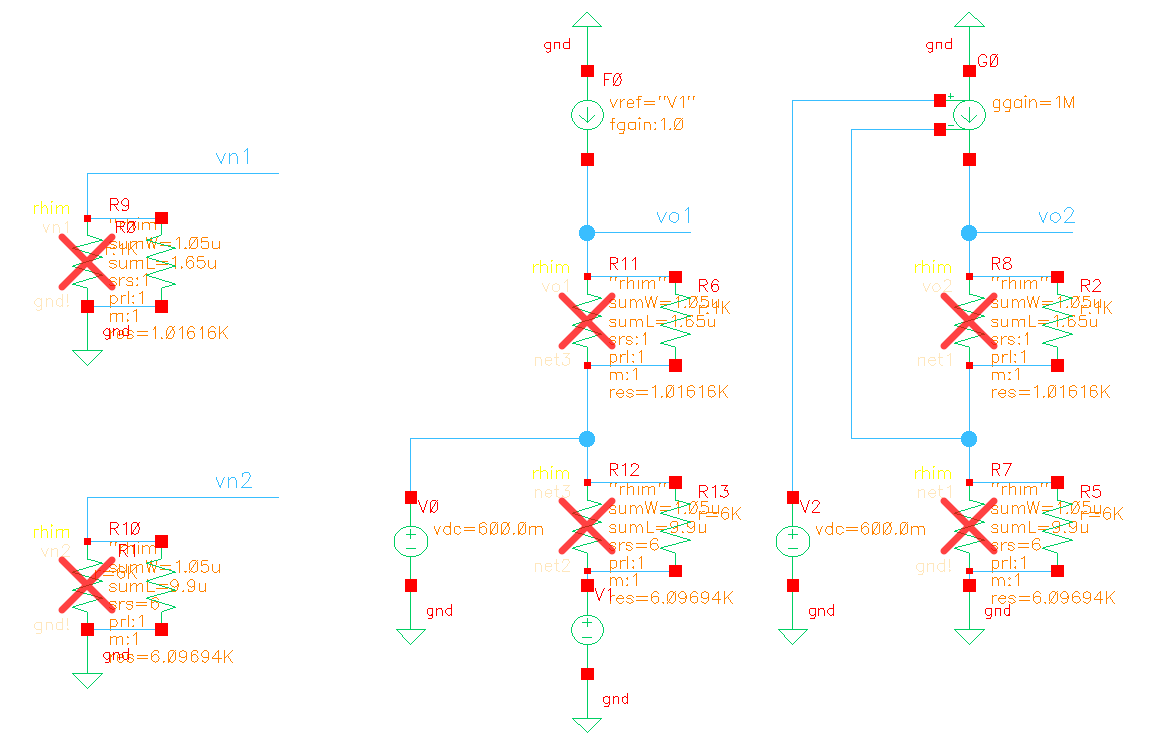 gnd
F0
vref="V1"
fgain:1.0
gnd
G0
+
-
ggain=1M
vn1
rhim
vn1
R9
R0
"rhim"
r:1K
sumW=1.05u
sumL=1.65u
srs:1
prl:1
m:1
res=1.01616K
gnd!
gnd
vo1
rhim
vo1
R11
"rhim"
sumW=1.05u
sumL=1.65u
srs:1
prl:1
m:1
res=1.01616K
R6
r:1K
net3
vo2
rhim
vo2
R8
"rhim"
sumW=1.05u
sumL=1.65u
srs:1
prl:1
m:1
res=1.01616K
R2
r:1K
net1
vn2
rhim
vn2
R10
R1
"rhim"
r=6K
sumW=1.05u
sumL=9.9u
srs=6
prl:1
m:1
res=6.09694K
gnd!
gnd
V0
vdc=600.0m
gnd
rhim
net3
R12
"rhim"
sumW=1.05u
sumL=9.9u
srs=6
prl:1
m:1
res=6.09694K
R13
r=6K
net2
V1
gnd
V2
vdc=600.0m
gnd
rhim
net1
R7
"rhim"
sumW=1.05u
sumL=9.9u
srs=6
prl:1
m:1
res=6.09694K
R5
r=6K
gnd!
gnd